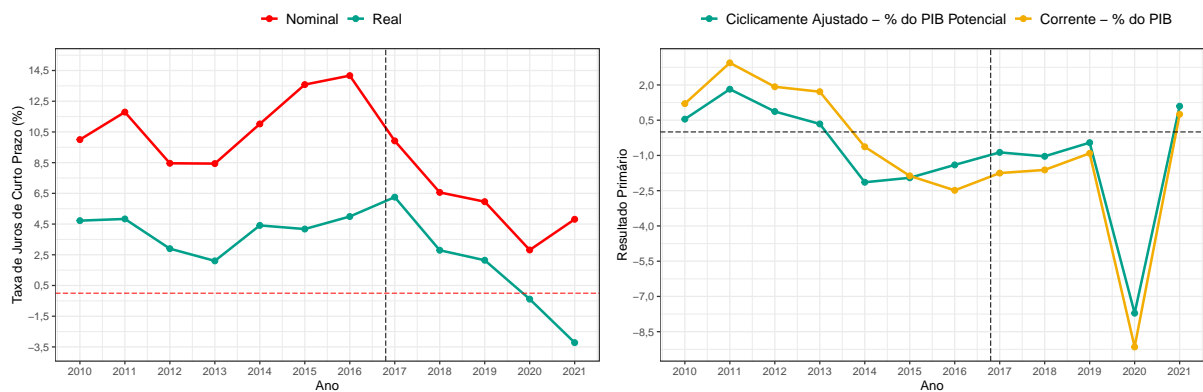 Nominal Real
Taxa de Juros de Curto Prazo (%)
14,5
12,5
10,5
8,5
6,5
4,5
2,5
0,5
−1,5
−3,5
2010 2011 2012 2013 2014 2015 2016 2017 2018 2019 2020 2021
Ano
Ciclicamente Ajustado − % do PIB Potencial Corrente − % do PIB
Resultado Primário
2,0
0,5
−1,0
−2,5
−4,0
−5,5
−7,0
−8,5
2010 2011 2012 2013 2014 2015 2016 2017 2018 2019 2020 2021
Ano